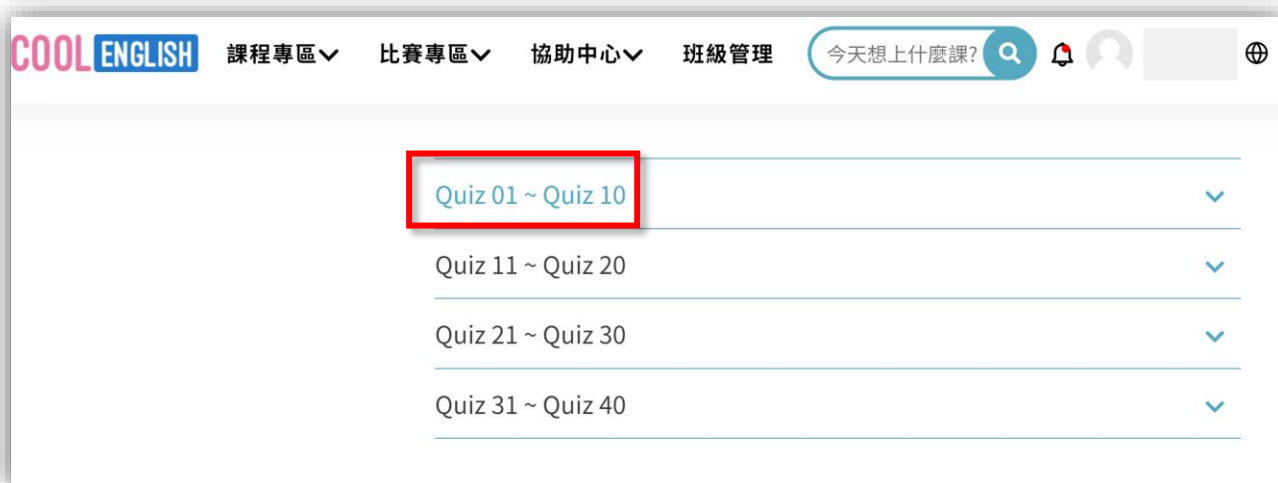 COOL ENGLISH 課程專區 比賽專區 協助中心 班級管理 今天想上什麼課?
Quiz 01 ~ Quiz 10
Quiz 11 ~ Quiz 20
Quiz 21 ~ Quiz 30
Quiz 31 ~ Quiz 40